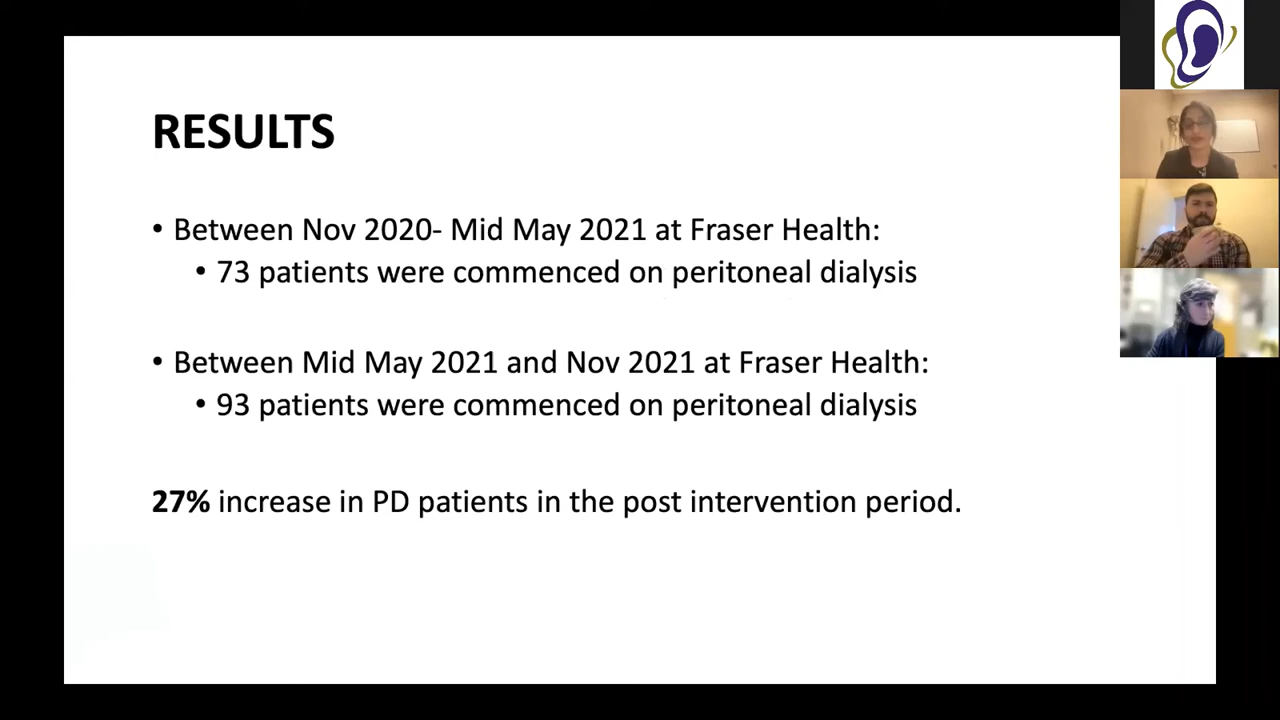 RESULTS
• Between Nov 2020- Mid May 2021 at Fraser Health:
• 73 patients were commenced on peritoneal dialysis
• Between Mid May 2021 and Nov 2021 at Fraser Health:
• 93 patients were commenced on peritoneal dialysis
27% increase in PD patients in the post intervention period.